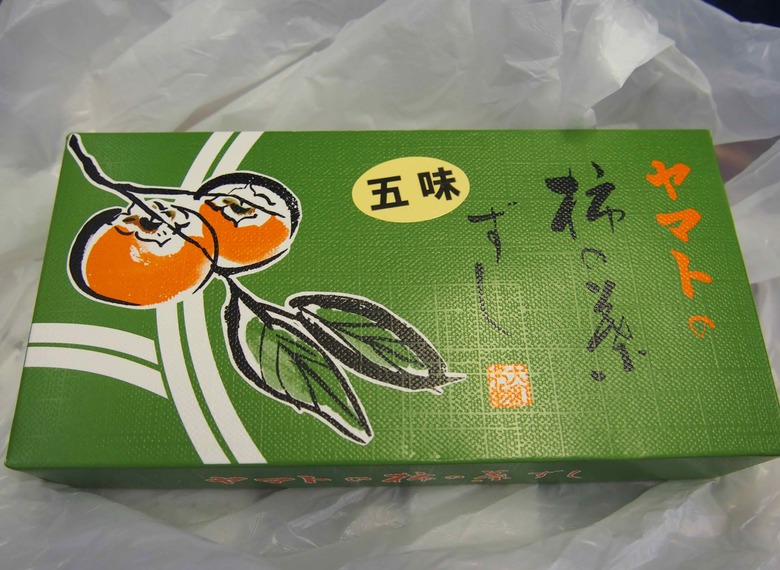 ヤマトの
柿の葉
ずし
五味
ヤマトの柿の葉ずし